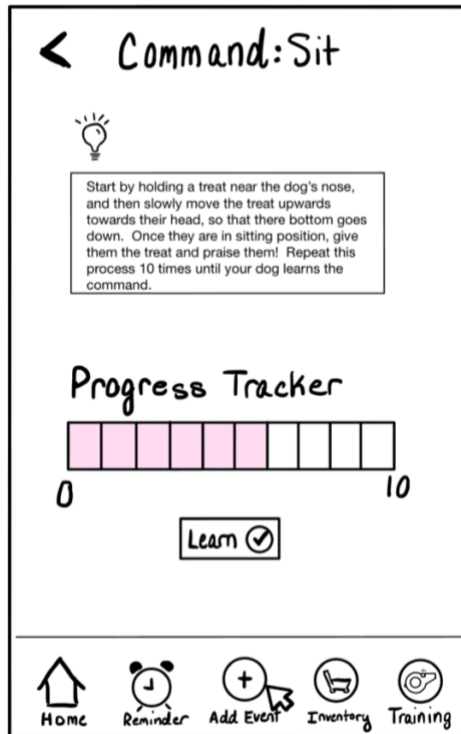 Command: Sit
Start by holding a treat near the dog's nose,
and then slowly move the treat upwards
towards their head, so that there bottom goes
down.  Once they are in sitting position, give
them the treat and praise them!  Repeat this
process 10 times until your dog learns the
command.
Progress Tracker
0 10
Learn
Home Reminder Add Event Inventory Training